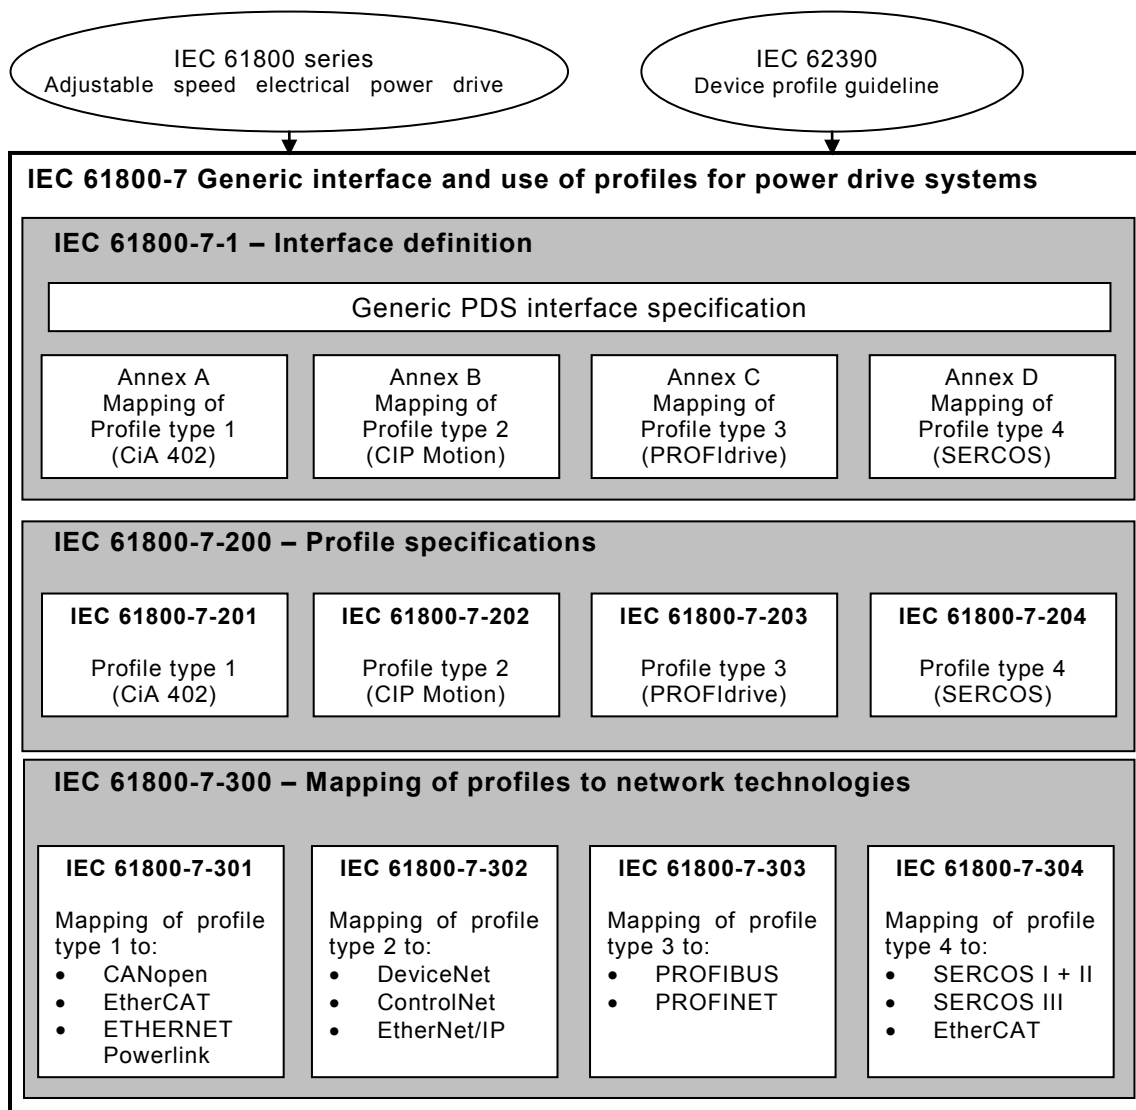 IEC 61800 series
Adjustable speed electrical power drive
IEC 62390
Device profile guideline
IEC 61800-7 Generic interface and use of profiles for power drive systems
IEC 61800-7-1 – Interface definition
Generic PDS interface specification
Annex A
Mapping of
Profile type 1
(CiA 402)
Annex B
Mapping of
Profile type 2
(CIP Motion)
Annex C
Mapping of
Profile type 3
(PROFIdrive)
Annex D
Mapping of
Profile type 4
(SERCOS)
IEC 61800-7-200 – Profile specifications
IEC 61800-7-201
Profile type 1
(CiA 402)
IEC 61800-7-202
Profile type 2
(CIP Motion)
IEC 61800-7-203
Profile type 3
(PROFIdrive)
IEC 61800-7-204
Profile type 4
(SERCOS)
IEC 61800-7-300 – Mapping of profiles to network technologies
IEC 61800-7-301
Mapping of profile
type 1 to:
• CANopen
• EtherCAT
• ETHERNET
Powerlink
IEC 61800-7-302
Mapping of profile
type 2 to:
• DeviceNet
• ControlNet
• EtherNet/IP
IEC 61800-7-303
Mapping of profile
type 3 to:
• PROFIBUS
• PROFINET
IEC 61800-7-304
Mapping of profile
type 4 to:
• SERCOS I + II
• SERCOS III
• EtherCAT